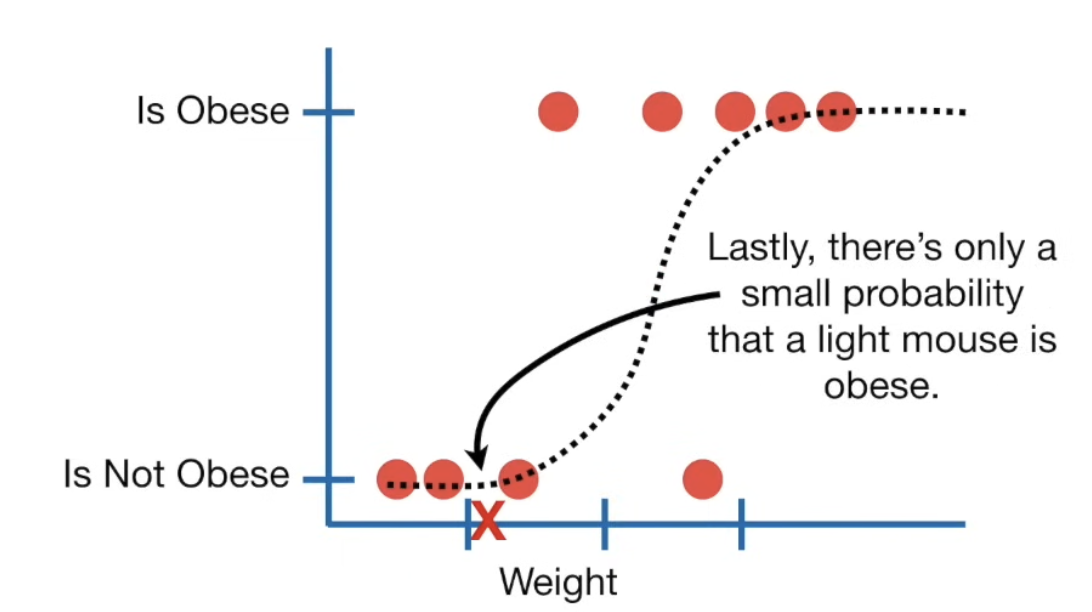 Is Obese
Lastly, there's only a
small probability
that a light mouse is
obese.
Is Not Obese
X
Weight